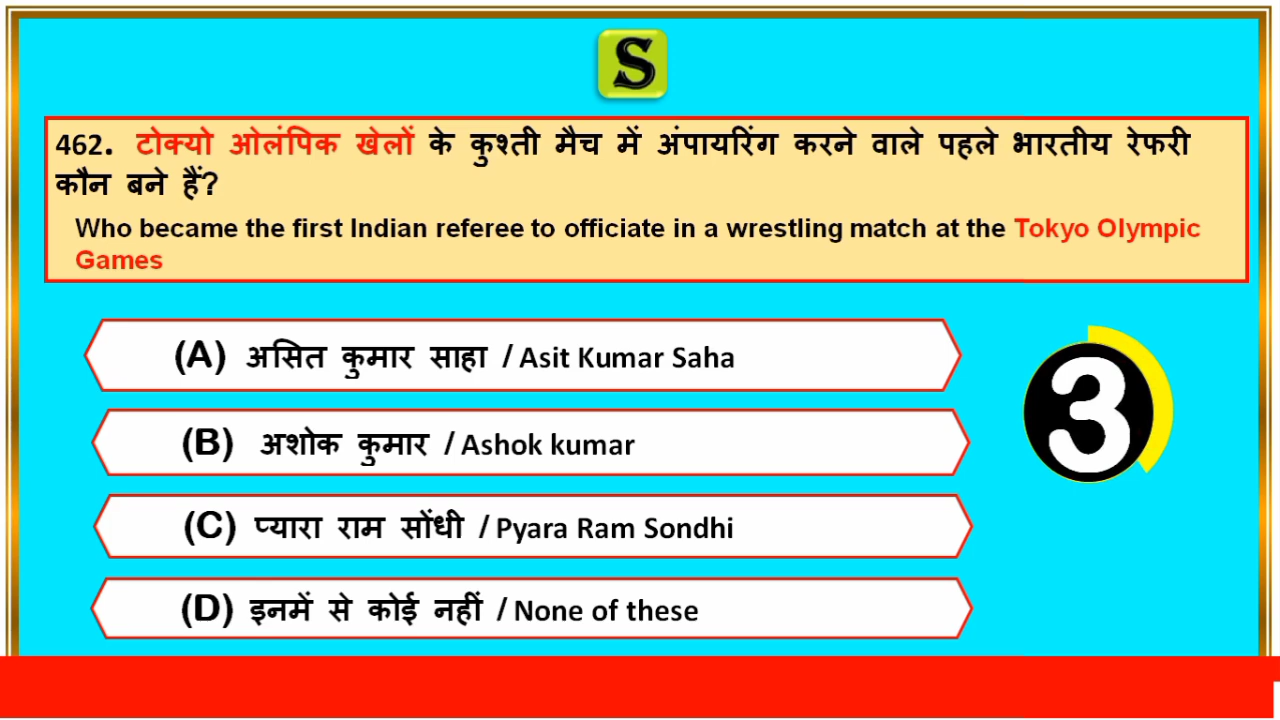 S
462. टोक्यो ओलंपिक खेलों के कुश्ती मैच में अंपायरिंग करने वाले पहले भारतीय रेफरी
कौन बने हैं?
Who became the first Indian referee to officiate in a wrestling match at the Tokyo Olympic
Games
(A) असित कुमार साहा / Asit Kumar Saha
3
(B) अशोक कुमार / Ashok kumar
(C) प्यारा राम सोंधी / Pyara Ram Sondhi
(D) इनमें से कोई नहीं / None of these